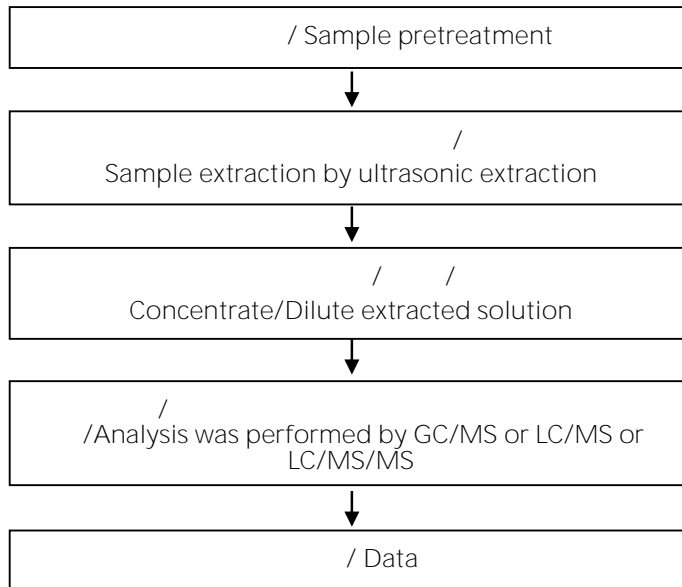 / Sample pretreatment
/
Sample extraction by ultrasonic extraction
/ /
Concentrate/Dilute extracted solution
/
/Analysis was performed by GC/MS or LC/MS or
LC/MS/MS
/ Data